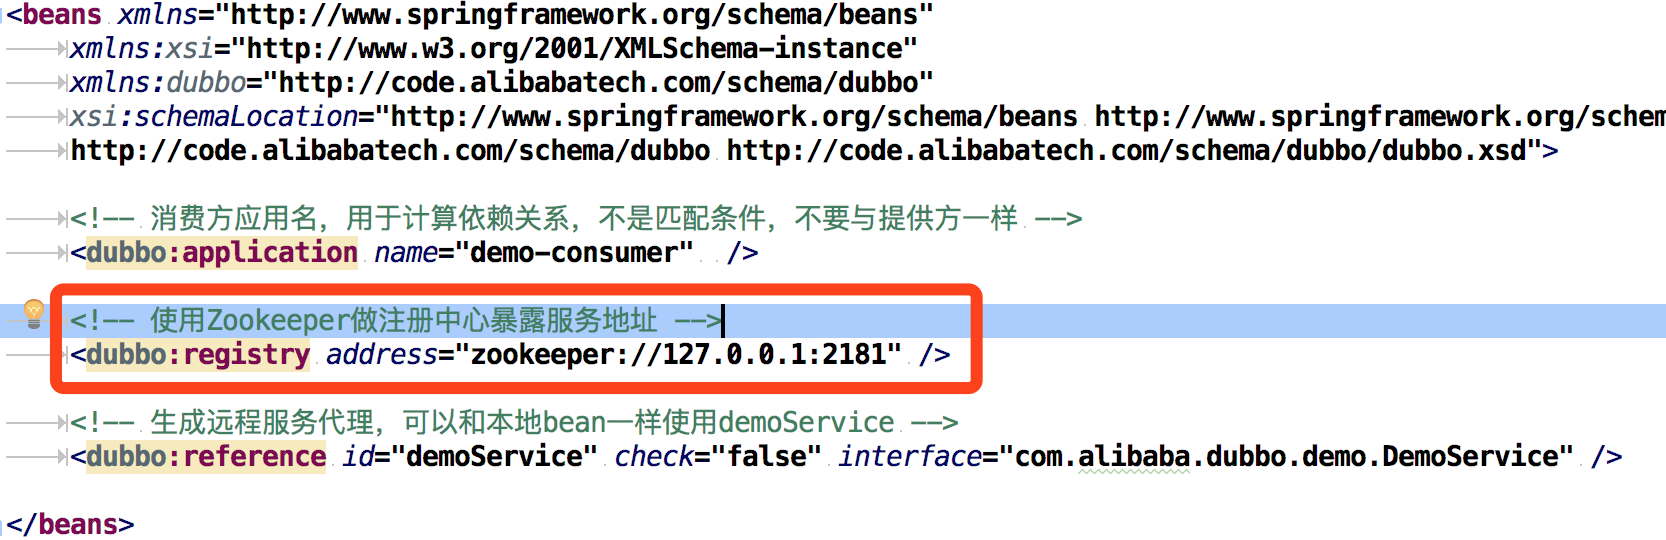 <beans xmlns="http://www.springframework.org/schema/beans"
xmlns:xsi="http://www.w3.org/2001/XMLSchema-instance"
xmlns:dubbo="http://code.alibabatech.com/schema/dubbo"
xsi:schemaLocation="http://www.springframework.org/schema/beans http://www.springframework.org/schem
http://code.alibabatech.com/schema/dubbo http://code.alibabatech.com/schema/dubbo/dubbo.xsd">
<!-- 消费方应用名，用于计算依赖关系，不是匹配条件，不要与提供方一样 -->
<dubbo:application name="demo-consumer" />
<!-- 使用Zookeeper做注册中心暴露服务地址 -->
<dubbo:registry address="zookeeper://127.0.0.1:2181" />
<!-- 生成远程服务代理，可以和本地bean一样使用demoService -->
<dubbo:reference id="demoService" check="false" interface="com.alibaba.dubbo.demo.DemoService" />
</beans>